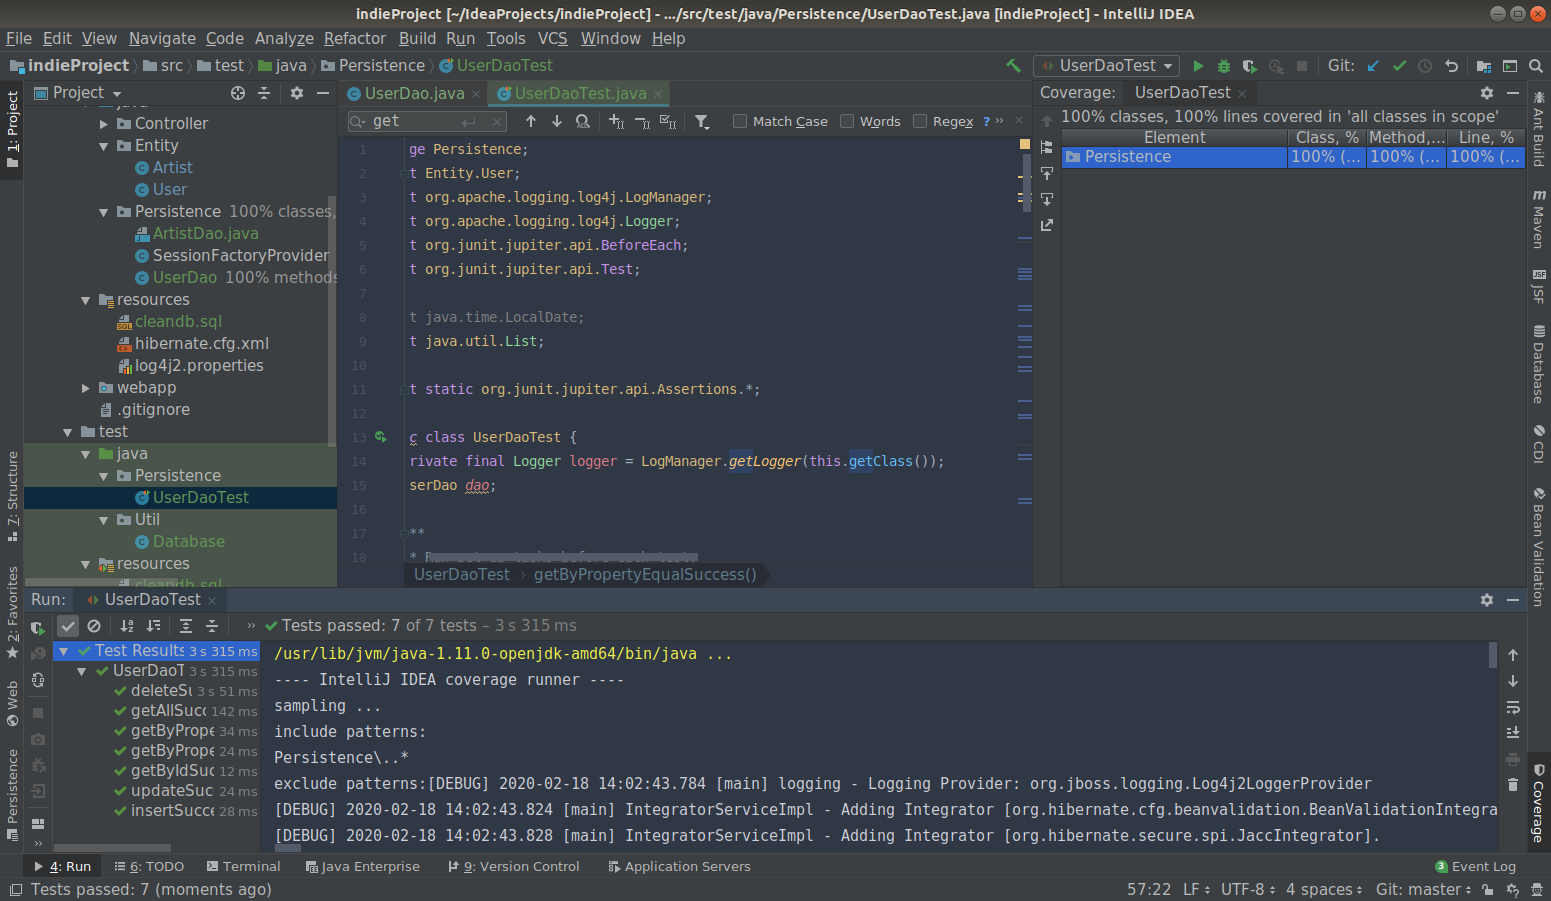 indieProject [~/IdeaProjects/indieProject] - .../src/test/java/Persistence/UserDaoTest.java [indieProject] - IntelliJ IDEA
File Edit View Navigate Code Analyze Refactor Build Run Tools VCS Window Help
indieProject src test java Persistence UserDaoTest
UserDaoTest Git:
1: Project
7: Structure
2: Favorites
Web
Persistence
Project
java
Controller
Entity
Artist
User
Persistence 100% classes,
ArtistDao.java
SessionFactoryProvider
UserDao 100% methods
resources
cleandb.sql
hibernate.cfg.xml
log4j2.properties
webapp
.gitignore
test
java
Persistence
UserDaoTest
Util
Database
resources
cleandb.sql
UserDao.java UserDaoTest.java
get Match Case Words Regex ? »
1 ge Persistence;
2 t Entity.User;
3 t org.apache.logging.log4j.LogManager;
4 t org.apache.logging.log4j.Logger;
5 t org.junit.jupiter.api.BeforeEach;
6 t org.junit.jupiter.api.Test;
7
8 t java.time.LocalDate;
9 t java.util.List;
10
11 t static org.junit.jupiter.api.Assertions.*;
12
13 c class UserDaoTest {
14 rivate final Logger logger = LogManager.getLogger(this.getClass());
15 serDao dao;
16
17 **
18 *
UserDaoTest › getByPropertyEqualSuccess()
Coverage: UserDaoTest
100% classes, 100% lines covered in 'all classes in scope'
Element Class, % Method,... Line, %
Persistence 100% (... 100% (... 100% (...
Ant Build
Maven
JSF
Database
CDI
Bean Validation
Coverage
Run: UserDaoTest
» Tests passed: 7 of 7 tests – 3 s 315 ms
Test Results 3 s 315 ms
UserDaoT 3 s 315 ms
deleteSu 3 s 51 ms
getAllSucc 142 ms
getByPrope 34 ms
getByPrope 24 ms
getByIdSuc 12 ms
updateSuc 24 ms
insertSucce 28 ms
/usr/lib/jvm/java-1.11.0-openjdk-amd64/bin/java ...
---- IntelliJ IDEA coverage runner ----
sampling ...
include patterns:
Persistence\..*
exclude patterns:[DEBUG] 2020-02-18 14:02:43.784 [main] logging - Logging Provider: org.jboss.logging.Log4j2LoggerProvider
[DEBUG] 2020-02-18 14:02:43.824 [main] IntegratorServiceImpl - Adding Integrator [org.hibernate.cfg.beanvalidation.BeanValidationIntegra
[DEBUG] 2020-02-18 14:02:43.828 [main] IntegratorServiceImpl - Adding Integrator [org.hibernate.secure.spi.JaccIntegrator].
4: Run 6: TODO Terminal Java Enterprise 9: Version Control Application Servers 3 Event Log
Tests passed: 7 (moments ago) 57:22 LF UTF-8 4 spaces Git: master